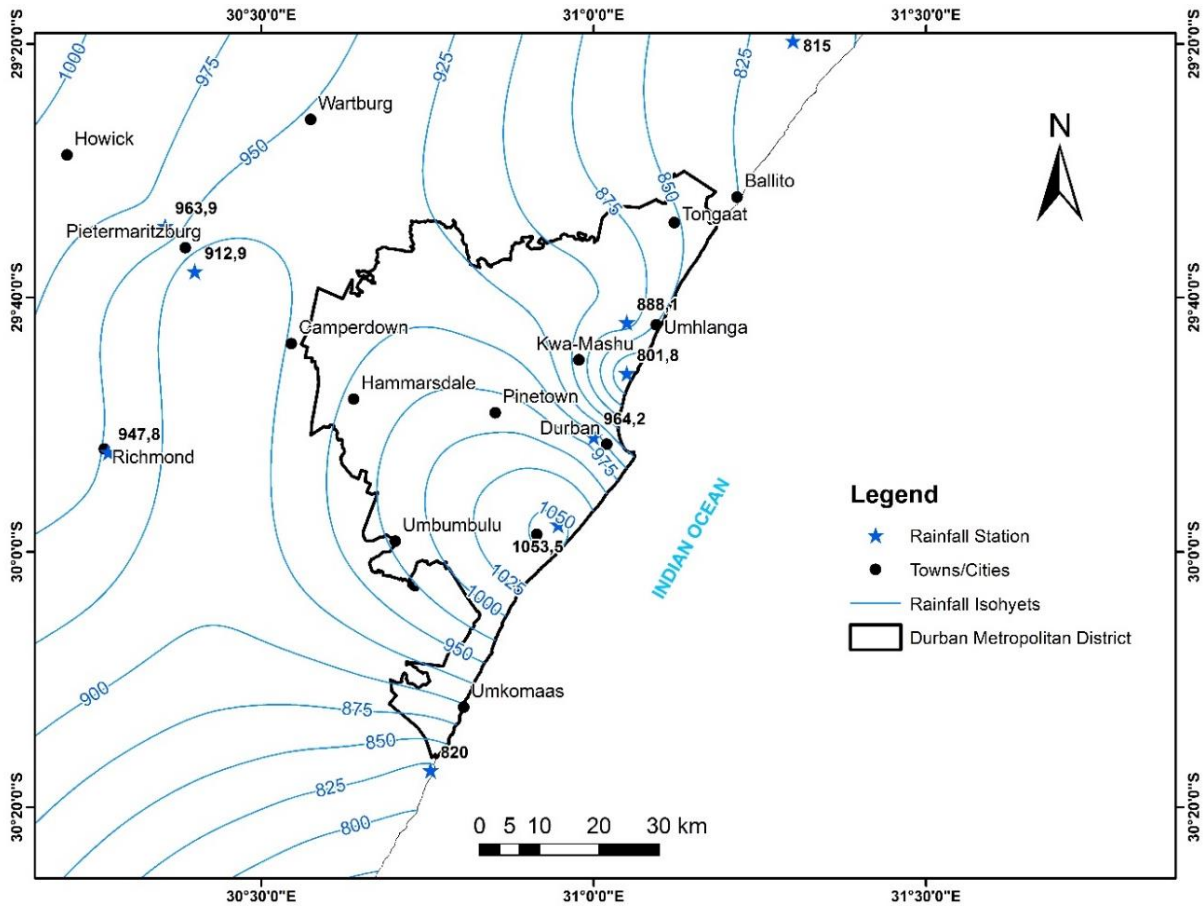 30°30'0"E
31°0'0"E
31°30'0"E
29°20'0"S
29°20'0"S
1000
975
925
825
815
Wartburg
N
Howick
950
Ballito
875
850
Tongaat
963,9
Pietermaritzburg
912,9
29°40'0"S
29°40'0"S
888,1
Umhlanga
Camperdown
Kwa-Mashu
801,8
Hammarsdale
Pinetown
964,2
Durban
947,8
Richmond
975
INDIAN OCEAN
Legend
Rainfall Station
Towns/Cities
Rainfall Isohyets
Durban Metropolitan District
1050
Umbumbulu
1053,5
30°0'0"S
30°0'0"S
1025
1000
950
900
Umkomaas
875
850
820
825
800
30°20'0"S
30°20'0"S
0 5 10 20 30 km
30°30'0"E
31°0'0"E
31°30'0"E